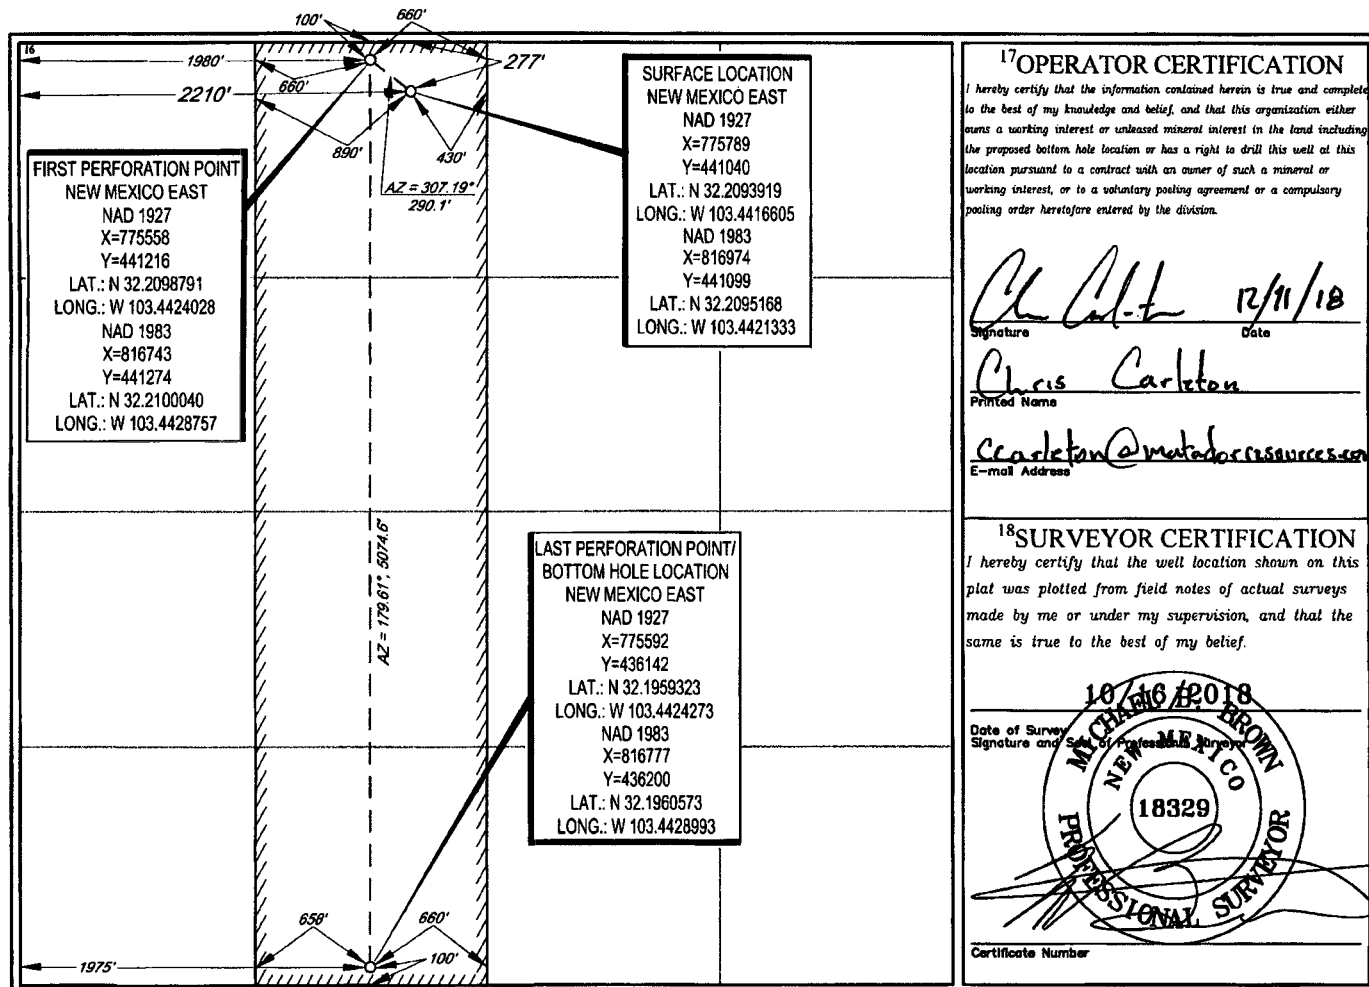 100'
660'
16
1980'
660'
277'
2210'
890'
430'
AZ = 307.19°
290.1'
FIRST PERFORATION POINT
NEW MEXICO EAST
NAD 1927
X=775558
Y=441216
LAT.: N 32.2098791
LONG.: W 103.4424028
NAD 1983
X=816743
Y=441274
LAT.: N 32.2100040
LONG.: W 103.4428757
SURFACE LOCATION
NEW MEXICO EAST
NAD 1927
X=775789
Y=441040
LAT.: N 32.2093919
LONG.: W 103.4416605
NAD 1983
X=816974
Y=441099
LAT.: N 32.2095168
LONG.: W 103.4421333
AZ = 179.61°, 5074.6'
LAST PERFORATION POINT/
BOTTOM HOLE LOCATION
NEW MEXICO EAST
NAD 1927
X=775592
Y=436142
LAT.: N 32.1959323
LONG.: W 103.4424273
NAD 1983
X=816777
Y=436200
LAT.: N 32.1960573
LONG.: W 103.4428993
658'
660'
1975'
100'
17OPERATOR CERTIFICATION
I hereby certify that the information contained herein is true and complete
to the best of my knowledge and belief, and that this organization either
owns a working interest or unleased mineral interest in the land including
the proposed bottom hole location or has a right to drill this well at this
location pursuant to a contract with an owner of such a mineral or
working interest, or to a voluntary pooling agreement or a compulsory
pooling order heretofore entered by the division.
12/11/18
Signature Date
Chris Carleton
Printed Name
ccarleton@matadorresources.com
E-mail Address
18SURVEYOR CERTIFICATION
I hereby certify that the well location shown on this
plat was plotted from field notes of actual surveys
made by me or under my supervision, and that the
same is true to the best of my belief.
10/16/2018
Date of Survey
Signature and Seal of Professional Surveyor
MICHAEL B. BROWN
NEW MEXICO
18329
PROFESSIONAL SURVEYOR
Certificate Number